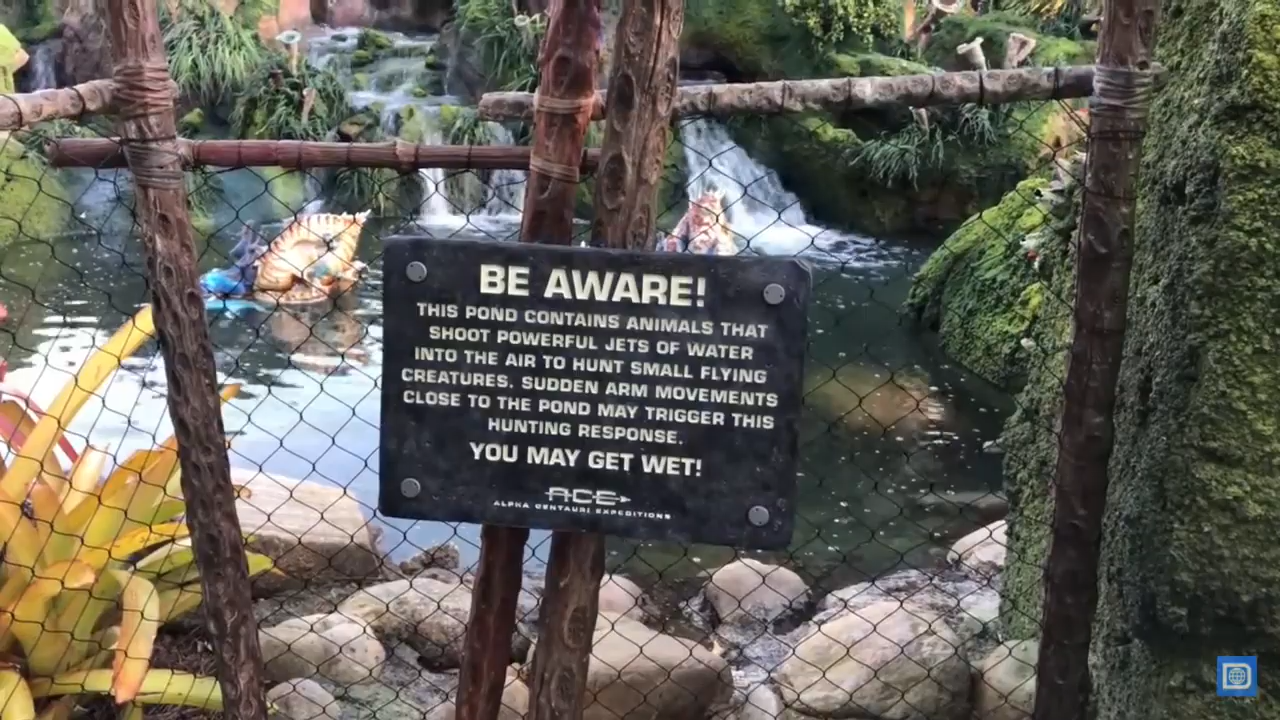 BE AWARE!
THIS POND CONTAINS ANIMALS THAT
SHOOT POWERFUL JETS OF WATER
INTO THE AIR TO HUNT SMALL FLYING
CREATURES. SUDDEN ARM MOVEMENTS
CLOSE TO THE POND MAY TRIGGER THIS
HUNTING RESPONSE.
YOU MAY GET WET!
ACE
ALPHA CENTAURI EXPEDITIONS
D